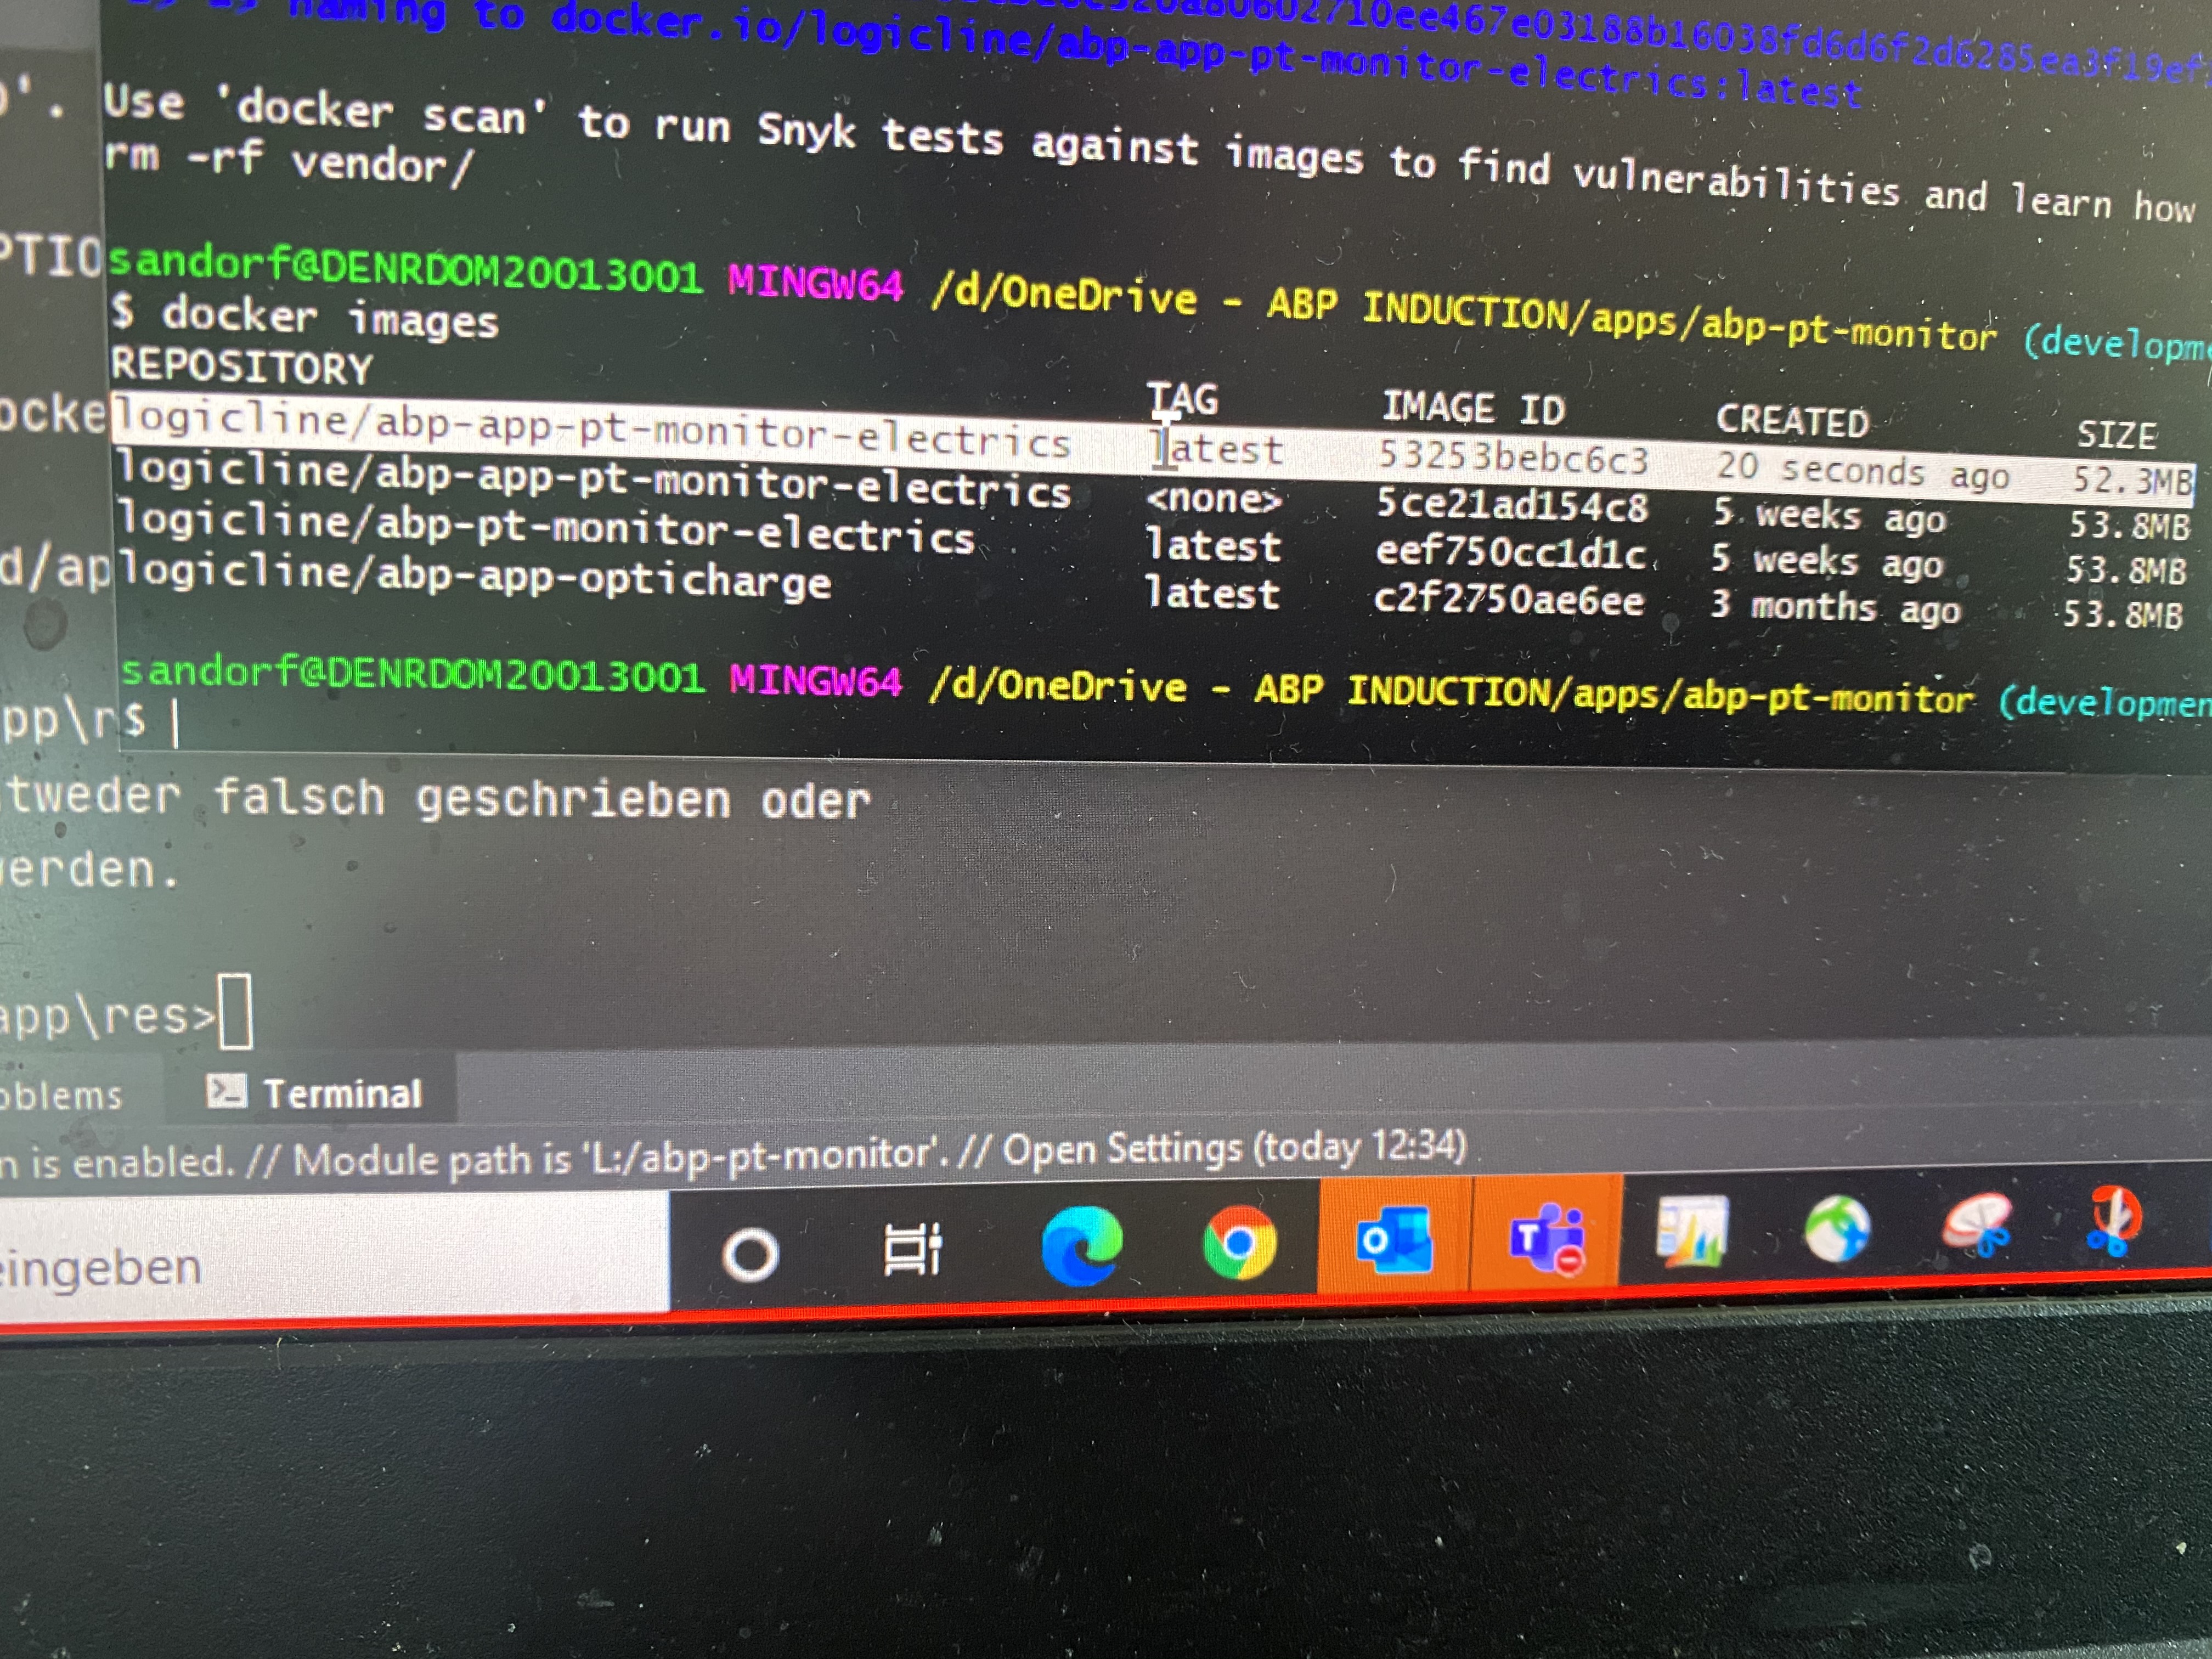 naming to docker.io/logicline/abp-app-pt-monitor-electrics:latest
'. Use 'docker scan' to run Snyk tests against images to find vulnerabilities and learn how
rm -rf vendor/
PTIO
sandorf@DENRDOM20013001 MINGW64 /d/OneDrive - ABP INDUCTION/apps/abp-pt-monitor (developme
$ docker images
REPOSITORY TAG IMAGE ID CREATED SIZE
ocke
logicline/abp-app-pt-monitor-electrics latest 53253bebc6c3 20 seconds ago 52.3MB
logicline/abp-app-pt-monitor-electrics <none> 5ce21ad154c8 5 weeks ago 53.8MB
logicline/abp-pt-monitor-electrics latest eef750cc1d1c 5 weeks ago 53.8MB
d/ap
logicline/abp-app-opticharge latest c2f2750ae6ee 3 months ago 53.8MB
sandorf@DENRDOM20013001 MINGW64 /d/OneDrive - ABP INDUCTION/apps/abp-pt-monitor (developmen
pp\r
$
tweder falsch geschrieben oder
werden.
app\res>
oblems Terminal
n is enabled. // Module path is 'L:/abp-pt-monitor'. // Open Settings (today 12:34)
eingeben